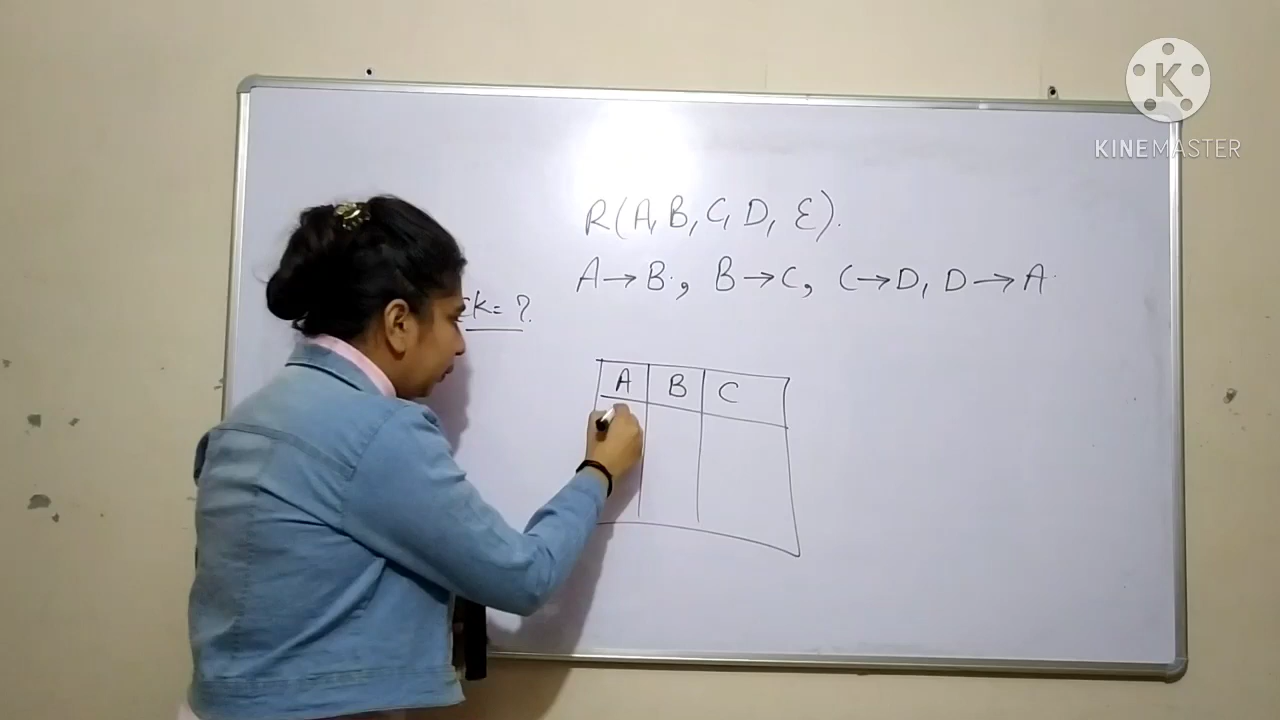 K
KINEMASTER
R(A, B, C, D, E).
A → B, B → C, C → D, D → A
CK = ?
A B C